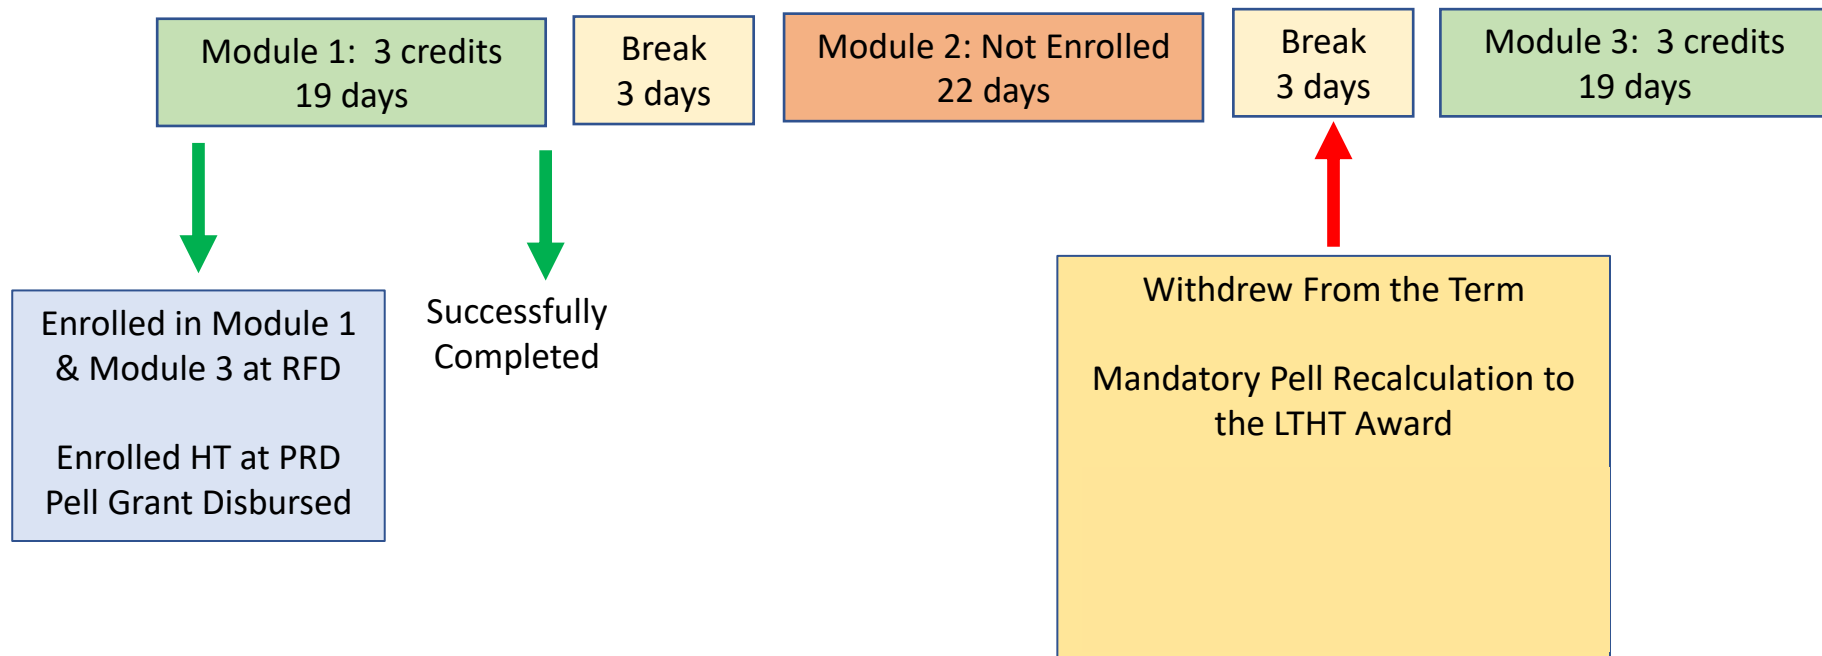 Module 1: 3 credits
19 days
Break
3 days
Module 2: Not Enrolled
22 days
Break
3 days
Module 3: 3 credits
19 days
Enrolled in Module 1
& Module 3 at RFD
Enrolled HT at PRD
Pell Grant Disbursed
Successfully
Completed
Withdrew From the Term
Mandatory Pell Recalculation to
the LTHT Award